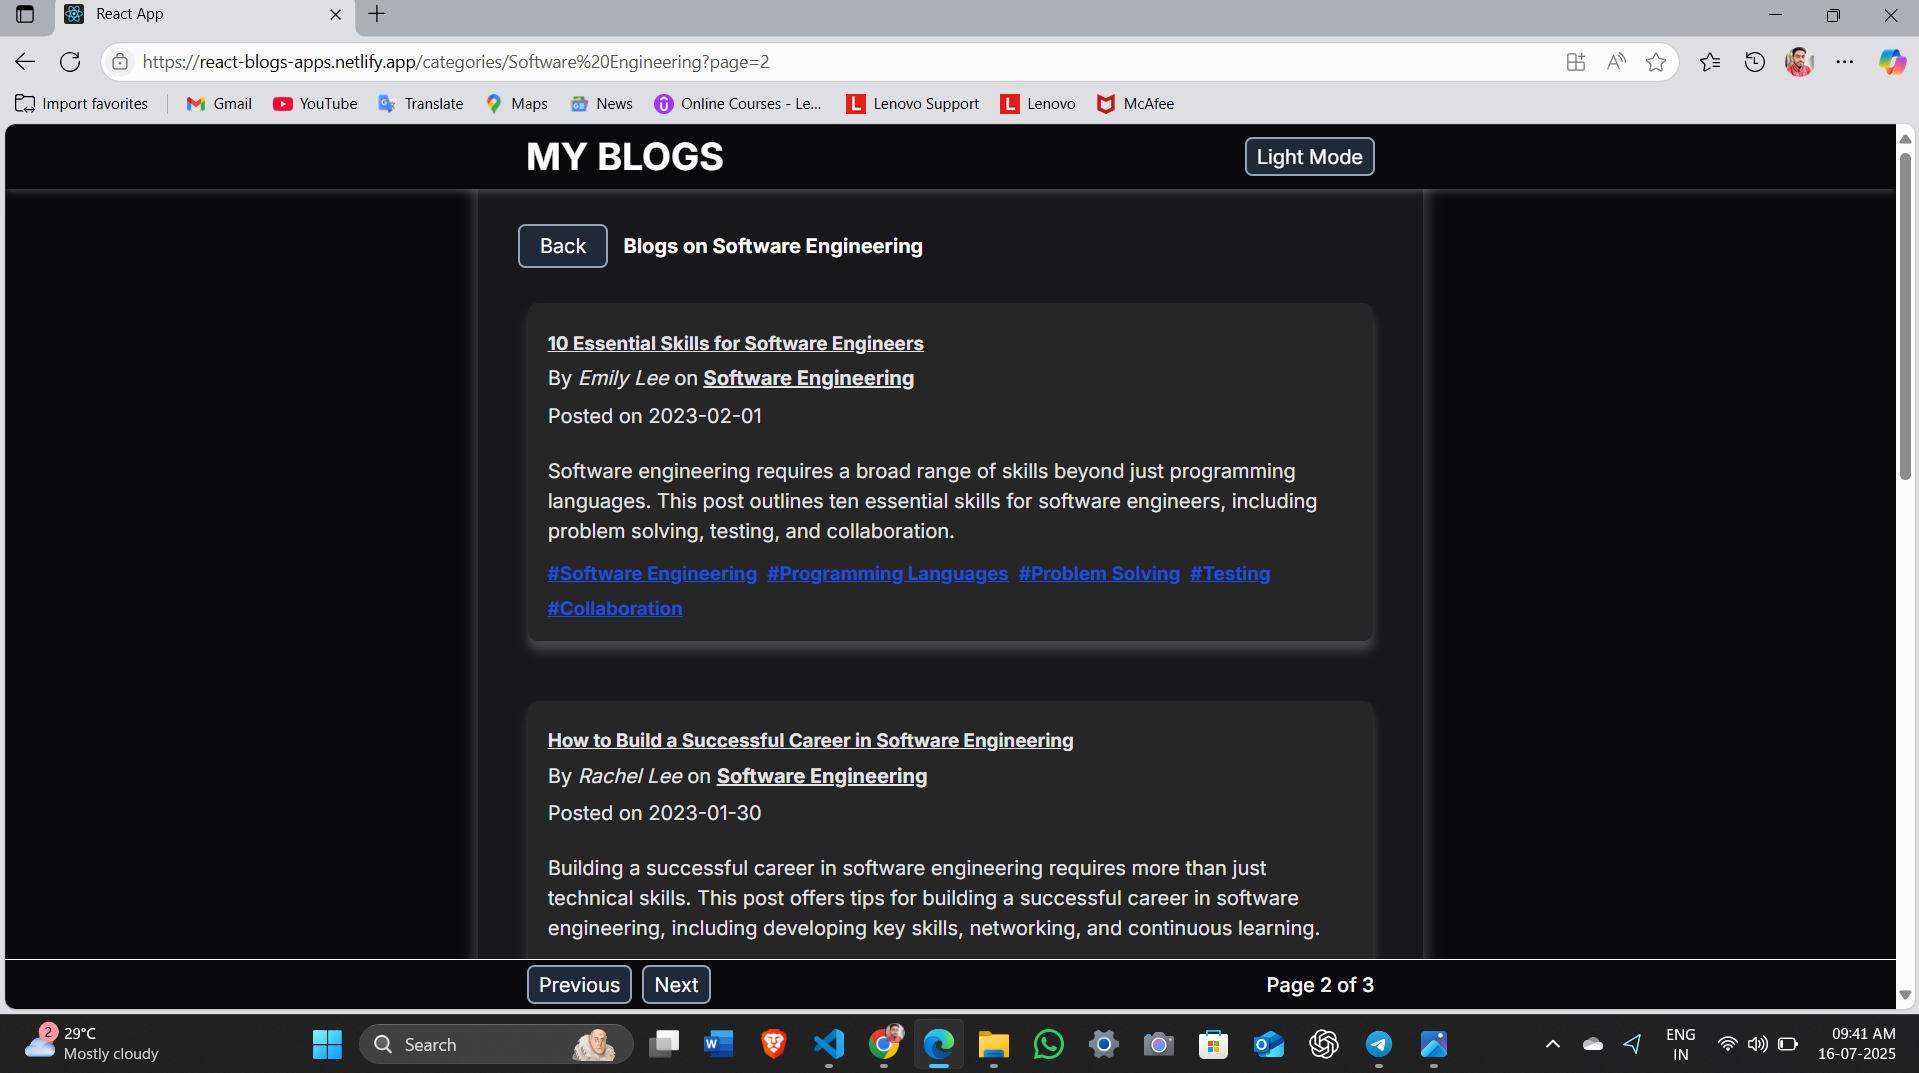 React App
https://react-blogs-apps.netlify.app/categories/Software%20Engineering?page=2
Import favorites
Gmail
YouTube
Translate
Maps
News
Online Courses - Le...
Lenovo Support
Lenovo
McAfee
MY BLOGS
Light Mode
Back
Blogs on Software Engineering
10 Essential Skills for Software Engineers
By Emily Lee on Software Engineering
Posted on 2023-02-01
Software engineering requires a broad range of skills beyond just programming
languages. This post outlines ten essential skills for software engineers, including
problem solving, testing, and collaboration.
#Software Engineering #Programming Languages #Problem Solving #Testing
#Collaboration
How to Build a Successful Career in Software Engineering
By Rachel Lee on Software Engineering
Posted on 2023-01-30
Building a successful career in software engineering requires more than just
technical skills. This post offers tips for building a successful career in software
engineering, including developing key skills, networking, and continuous learning.
Previous
Next
Page 2 of 3
2
29°C
Mostly cloudy
Search
ENG
IN
09:41 AM
16-07-2025